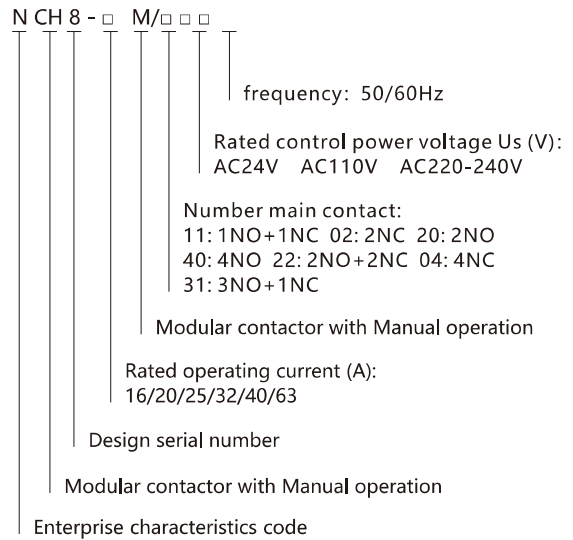 N CH 8 - □ M/□ □ □
frequency: 50/60Hz
Rated control power voltage Us (V):
AC24V AC110V AC220-240V
Number main contact:
11: 1NO+1NC 02: 2NC 20: 2NO
40: 4NO 22: 2NO+2NC 04: 4NC
31: 3NO+1NC
Modular contactor with Manual operation
Rated operating current (A):
16/20/25/32/40/63
Design serial number
Modular contactor with Manual operation
Enterprise characteristics code